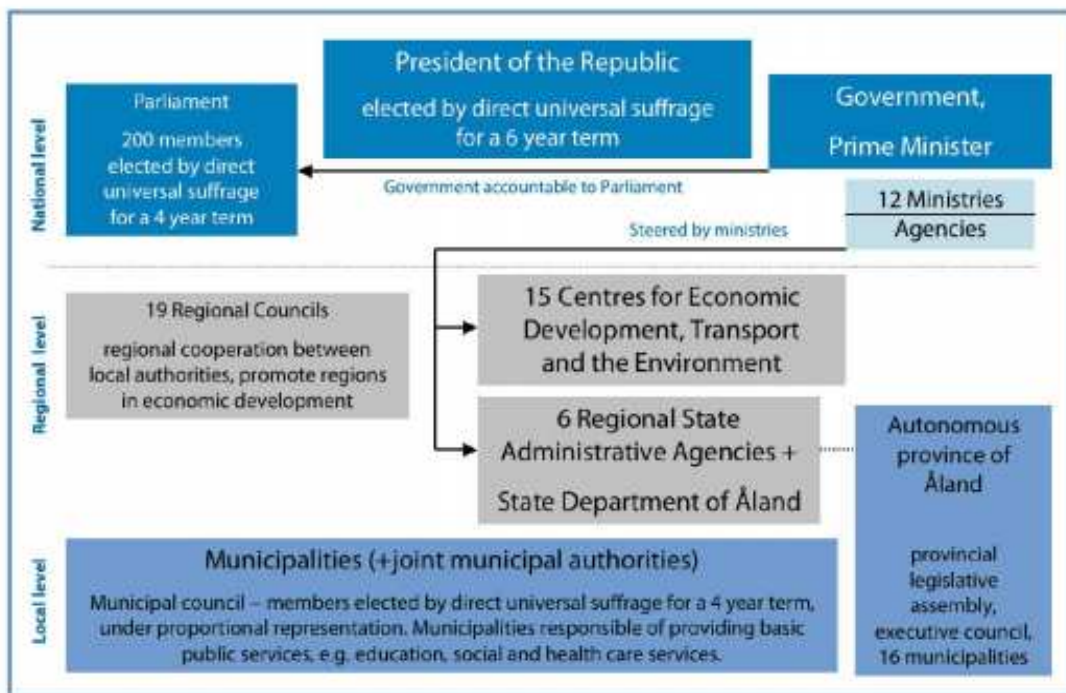 President of the Republic
elected by direct universal suffrage
for a 6 year term
Parliament
200 members
elected by direct
universal suffrage
for a 4 year term
Government,
Prime Minister
Government accountable to Parliament
12 Ministries
Agencies
Steered by ministries
National level
19 Regional Councils
regional cooperation between
local authorities, promote regions
in economic development
15 Centres for Economic
Development, Transport
and the Environment
6 Regional State
Administrative Agencies +
State Department of Åland
Regional level
Autonomous
province of
Åland
provincial
legislative
assembly,
executive council,
16 municipalities
Municipalities (+joint municipal authorities)
Municipal council – members elected by direct universal suffrage for a 4 year term,
under proportional representation. Municipalities responsible of providing basic
public services, e.g. education, social and health care services.
Local level